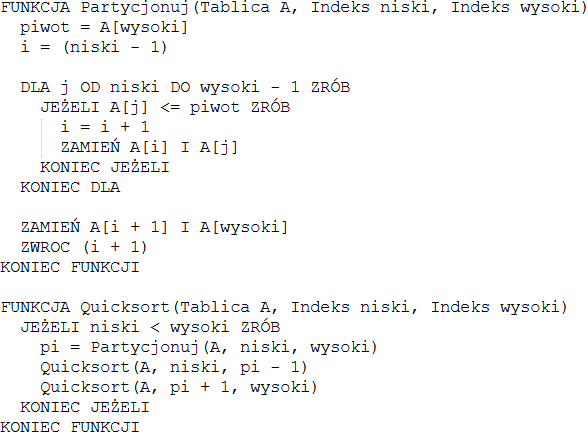 FUNKCJA Partycjonuj(Tablica A, Indeks niski, Indeks wysoki)
  piwot = A[wysoki]
  i = (niski - 1)

  DLA j OD niski DO wysoki - 1 ZRÓB
    JEŻELI A[j] <= piwot ZRÓB
      i = i + 1
      ZAMIEŃ A[i] I A[j]
    KONIEC JEŻELI
  KONIEC DLA

  ZAMIEŃ A[i + 1] I A[wysoki]
  ZWROC (i + 1)
KONIEC FUNKCJI

FUNKCJA Quicksort(Tablica A, Indeks niski, Indeks wysoki)
  JEŻELI niski < wysoki ZRÓB
    pi = Partycjonuj(A, niski, wysoki)
    Quicksort(A, niski, pi - 1)
    Quicksort(A, pi + 1, wysoki)
  KONIEC JEŻELI
KONIEC FUNKCJI